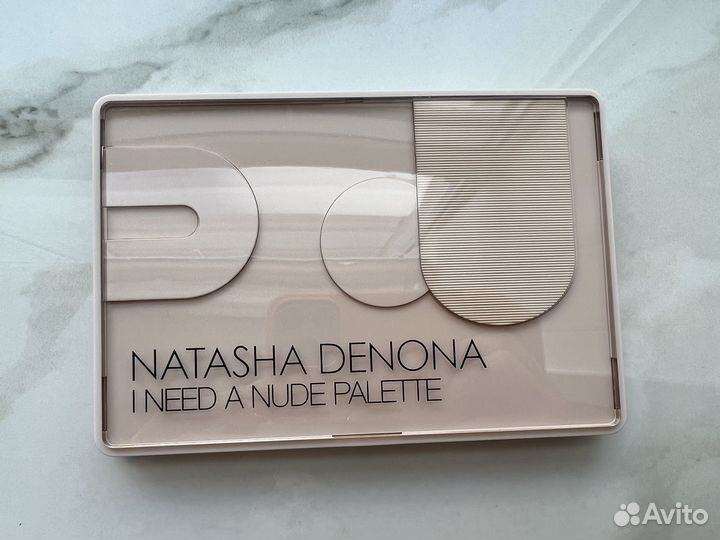 NATASHA DENONA
I NEED A NUDE PALETTE
Avito